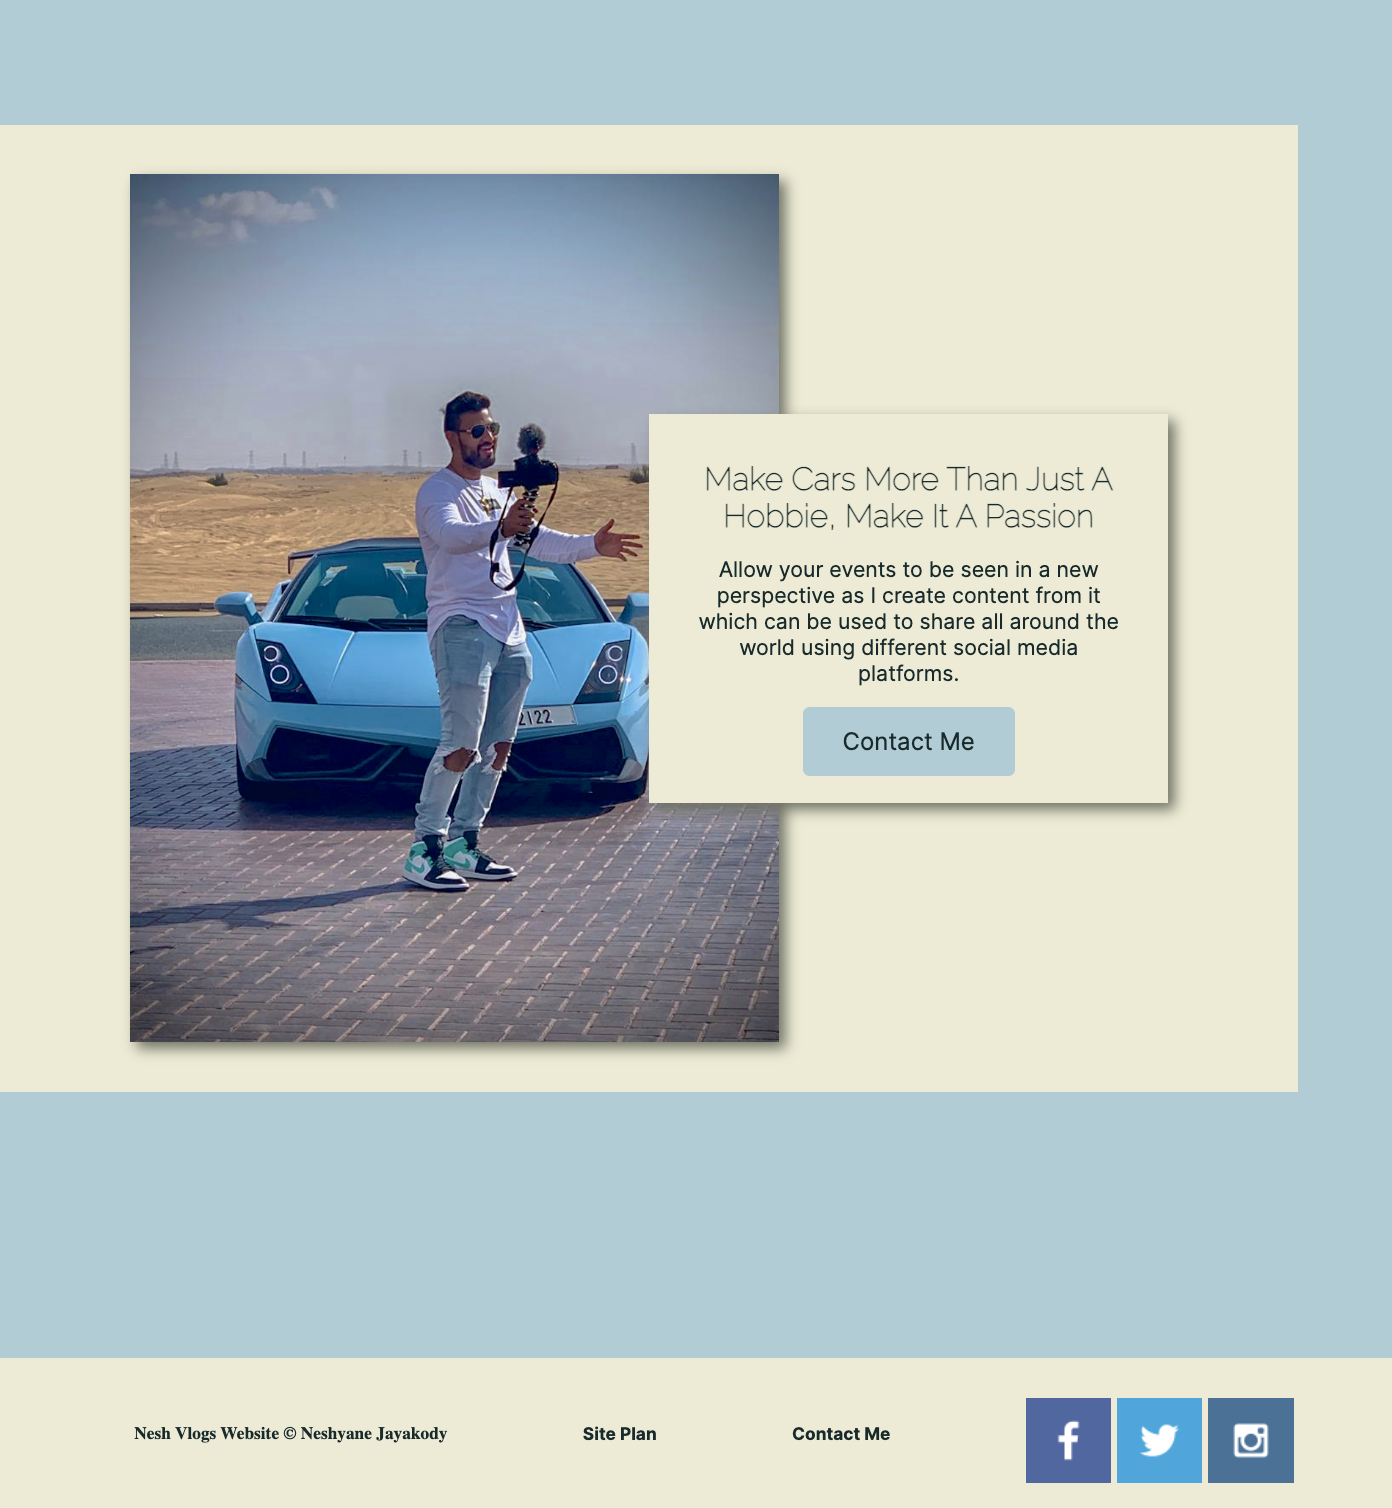 Make Cars More Than Just A
Hobbie, Make It A Passion
Allow your events to be seen in a new
perspective as I create content from it
which can be used to share all around the
world using different social media
platforms.
2122
Contact Me
Nesh Vlogs Website © Neshyane Jayakody
Site Plan
Contact Me